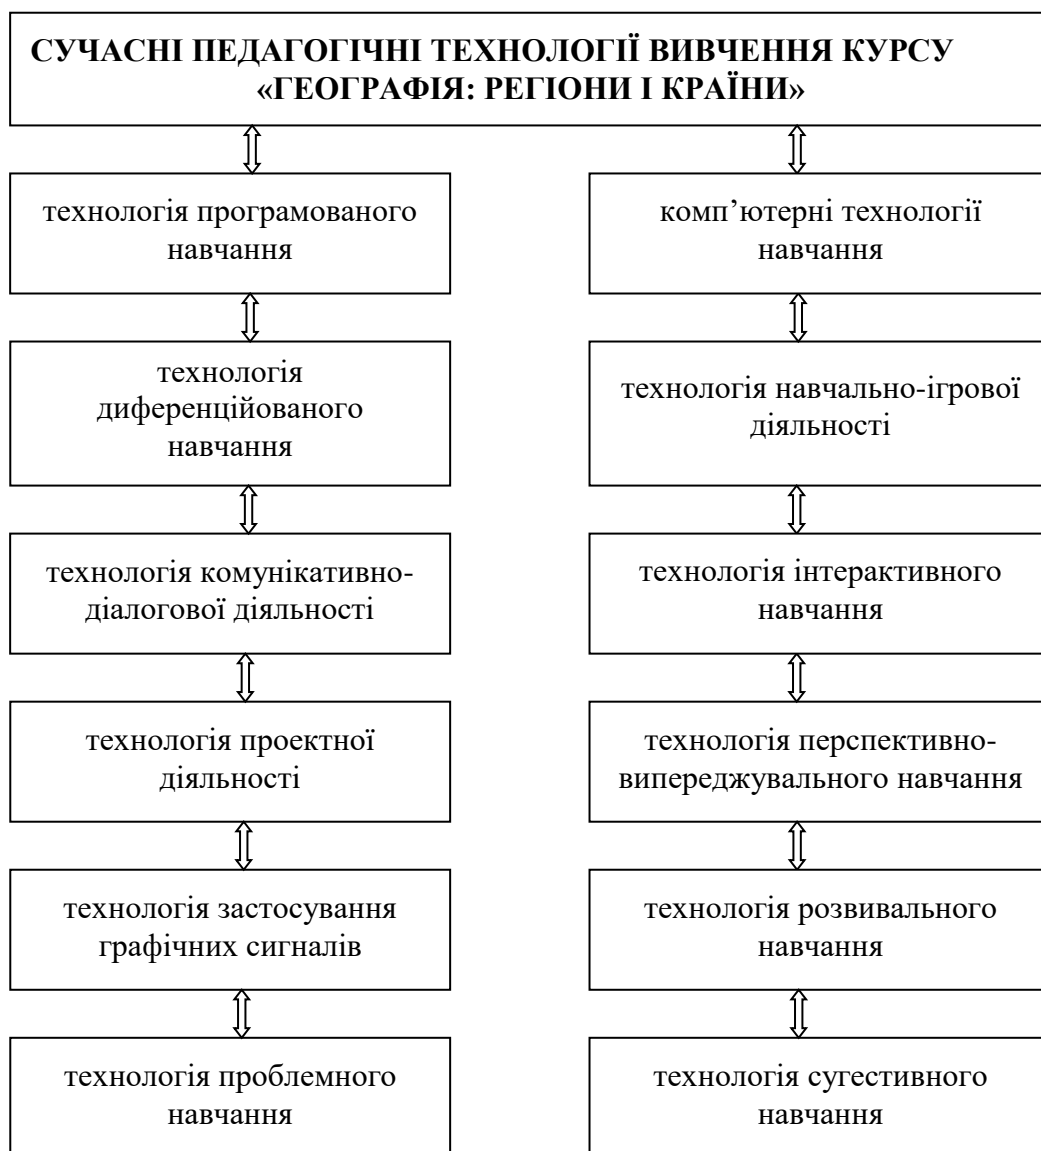 СУЧАСНІ ПЕДАГОГІЧНІ ТЕХНОЛОГІЇ ВИВЧЕННЯ КУРСУ
«ГЕОГРАФІЯ: РЕГІОНИ І КРАЇНИ»
технологія програмованого
навчання
комп’ютерні технології
навчання
технологія
диференційованого
навчання
технологія навчально-ігрової
діяльності
технологія комунікативно-
діалогової діяльності
технологія інтерактивного
навчання
технологія проектної
діяльності
технологія перспективно-
випереджувального навчання
технологія застосування
графічних сигналів
технологія розвивального
навчання
технологія проблемного
навчання
технологія сугестивного
навчання